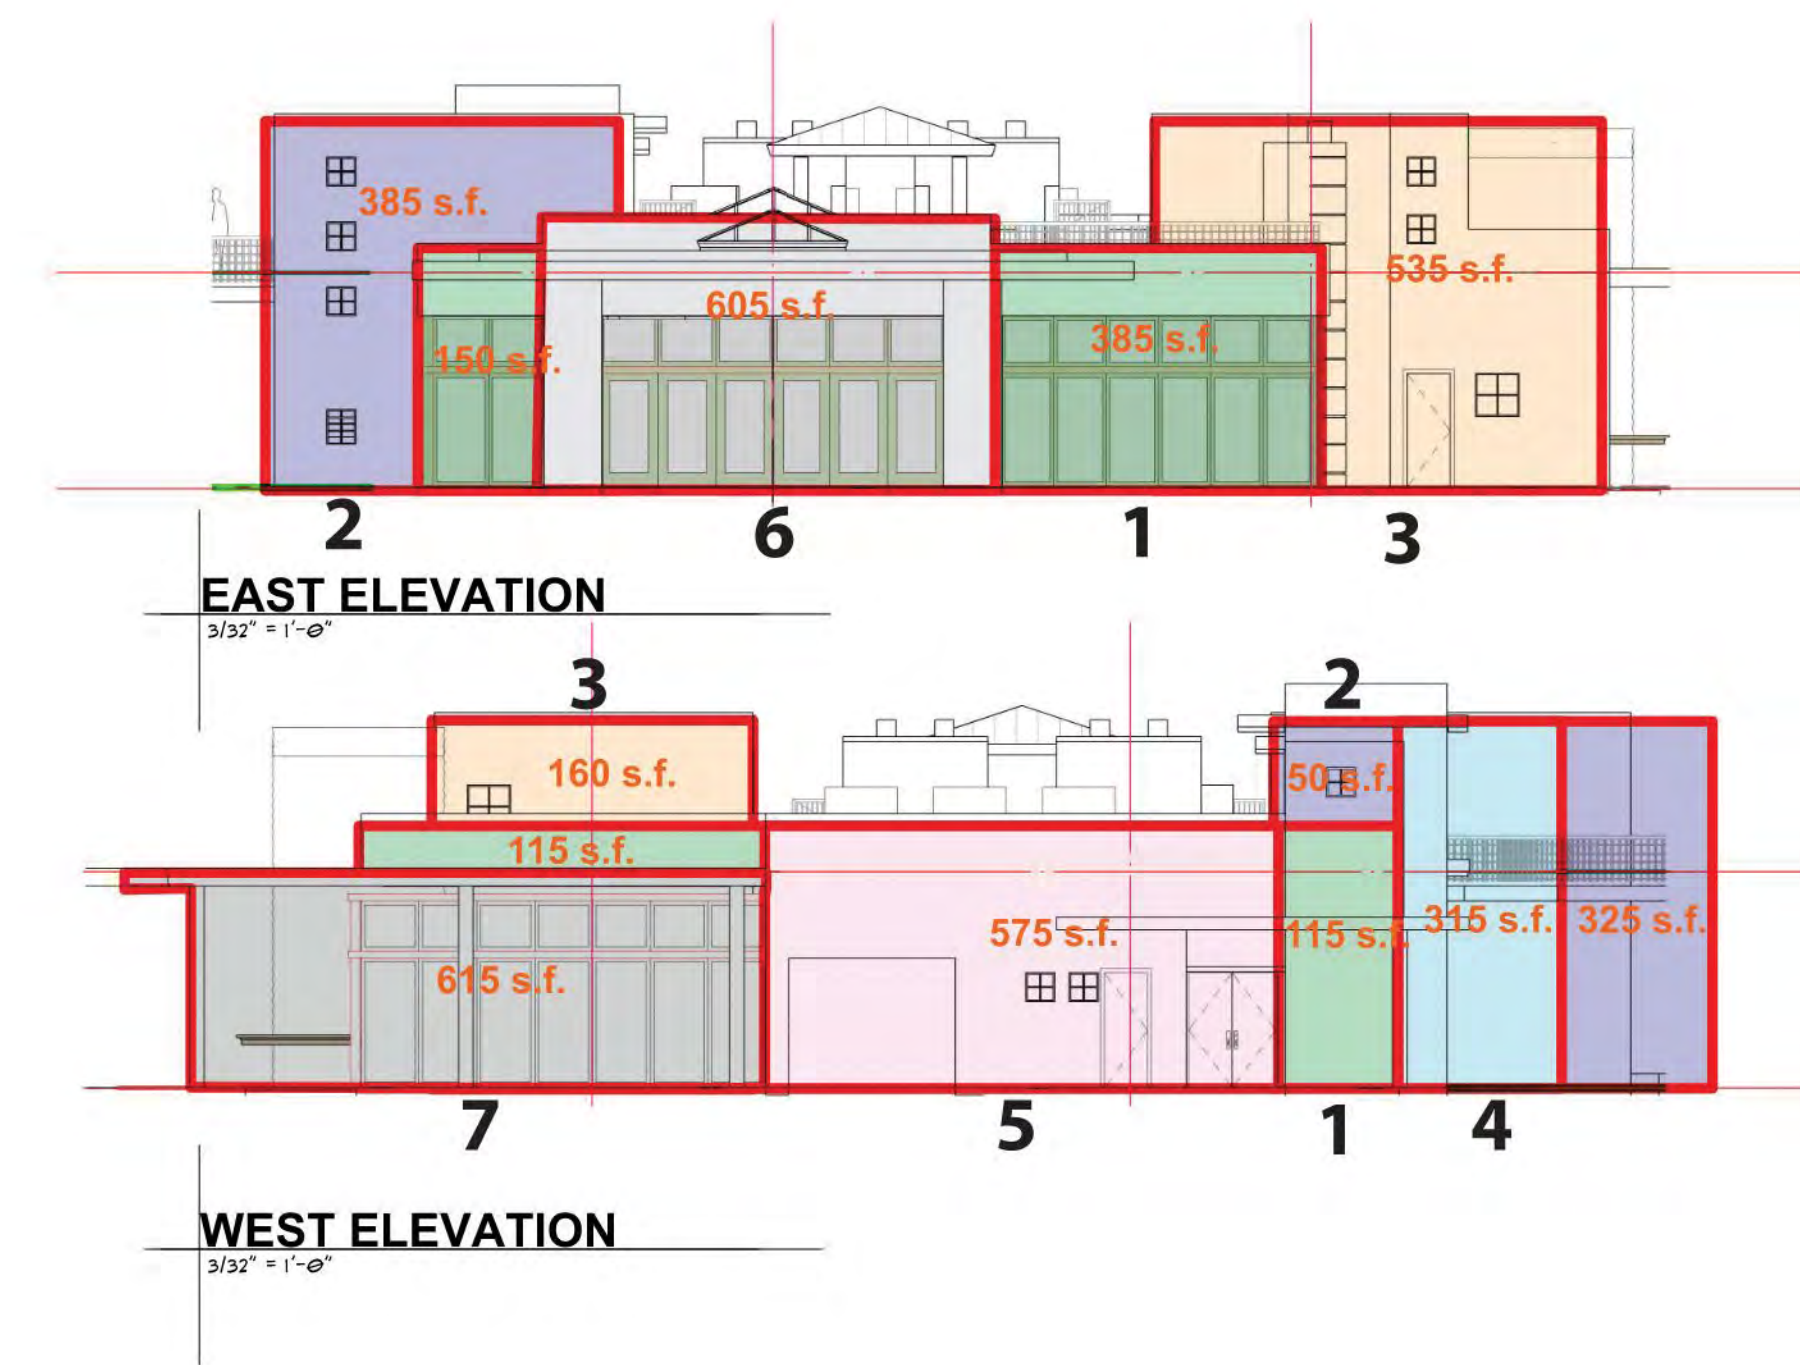 385 s.f.
535 s.f.
605 s.f.
385 s.f.
150 s.f.
2
6
1
3
EAST ELEVATION
3/32" = 1'-0"
3
2
160 s.f.
50 s.f.
115 s.f.
575 s.f.
115 s.f.
315 s.f.
325 s.f.
615 s.f.
7
5
1
4
WEST ELEVATION
3/32" = 1'-0"